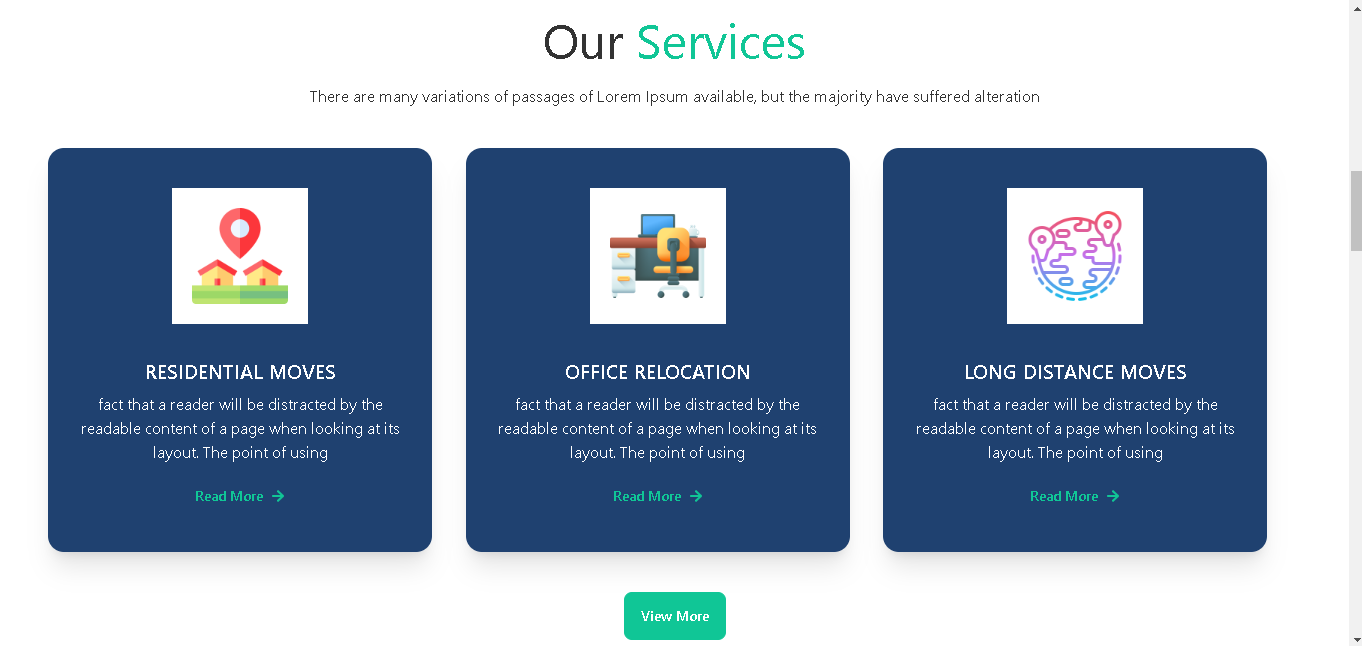 Our Services
There are many variations of passages of Lorem Ipsum available, but the majority have suffered alteration
RESIDENTIAL MOVES
fact that a reader will be distracted by the
readable content of a page when looking at its
layout. The point of using
Read More →
OFFICE RELOCATION
fact that a reader will be distracted by the
readable content of a page when looking at its
layout. The point of using
Read More →
LONG DISTANCE MOVES
fact that a reader will be distracted by the
readable content of a page when looking at its
layout. The point of using
Read More →
View More